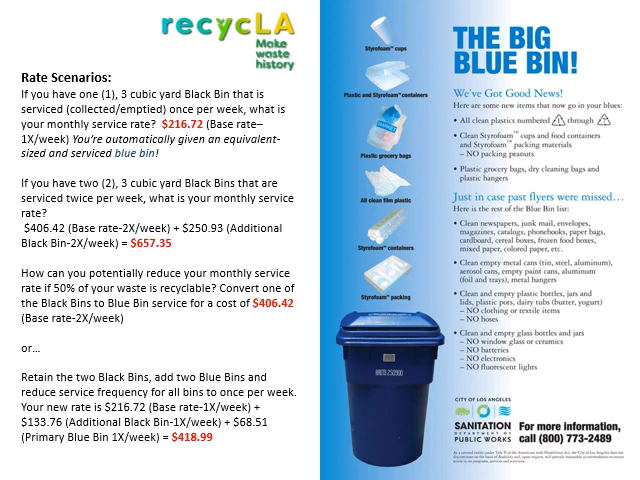 recycLA
Make
waste
history
Rate Scenarios:
If you have one (1), 3 cubic yard Black Bin that is
serviced (collected/emptied) once per week, what is
your monthly service rate?  $216.72 (Base rate–
1X/week) You're automatically given an equivalent-
sized and serviced blue bin!
If you have two (2), 3 cubic yard Black Bins that are
serviced twice per week, what is your monthly service
rate?
$406.42 (Base rate-2X/week) + $250.93 (Additional
Black Bin-2X/week) = $657.35
How can you potentially reduce your monthly service
rate if 50% of your waste is recyclable? Convert one of
the Black Bins to Blue Bin service for a cost of $406.42
(Base rate-2X/week)
or…
Retain the two Black Bins, add two Blue Bins and
reduce service frequency for all bins to once per week.
Your new rate is $216.72 (Base rate-1X/week) +
$133.76 (Additional Black Bin-1X/week) + $68.51
(Primary Blue Bin 1X/week) = $418.99
Styrofoam™ cups
Plastic and Styrofoam™ containers
Plastic grocery bags
All clean film plastic
Styrofoam™ containers
Styrofoam™ packing
THE BIG
BLUE BIN!
We've Got Good News!
Here are some new items that now go in your blues:
• All clean plastics numbered 1 through 7
• Clean Styrofoam™ cups and food containers
and Styrofoam™ packing materials
– NO packing peanuts
• Plastic grocery bags, dry cleaning bags and
plastic hangers
Just in case past flyers were missed…
Here is the rest of the Blue Bin list:
• Clean newspapers, junk mail, envelopes,
magazines, catalogs, phonebooks, paper bags,
cardboard, cereal boxes, frozen food boxes,
mixed paper, colored paper, etc.
• Clean empty metal cans (tin, steel, aluminum),
aerosol cans, empty paint cans, aluminum
(foil and trays), metal hangers
• Clean and empty plastic bottles, jars and
lids, plastic pots, dairy tubs (butter, yogurt)
– NO clothing or textile items
– NO hoses
• Clean and empty glass bottles and jars
– NO window glass or ceramics
– NO batteries
– NO electronics
– NO fluorescent lights
CITY OF LOS ANGELES
SANITATION
DEPARTMENT OF
PUBLIC WORKS
For more information,
call (800) 773-2489